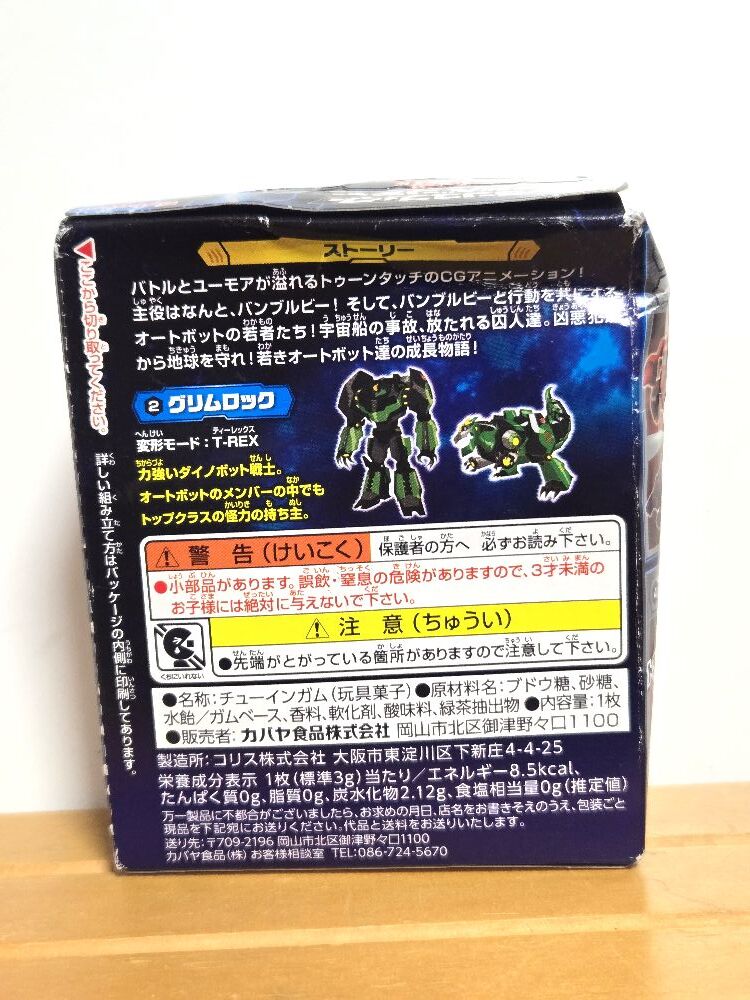 ストーリー
バトルとユーモアが溢れるトゥーンタッチのCGアニメーション！
主役はなんと、バンブルビー！そして、バンブルビーと行動を共にする
オートボットの若者たち！宇宙船の事故、放たれる囚人達。凶悪犯
から地球を守れ！若きオートボット達の成長物語！
◀ここから切り取ってください。
詳しい組み立て方はパッケージの内側に印刷してあります。
2 グリムロック
変形モード：T-REX
力強いダイノボット戦士。
オートボットのメンバーの中でも
トップクラスの怪力の持ち主。
警告（けいこく） 保護者の方へ 必ずお読み下さい。
●小部品があります。誤飲・窒息の危険がありますので、3才未満の
お子様には絶対に与えないで下さい。
注意（ちゅうい）
●先端がとがっている箇所がありますので注意して下さい。
くちにいれない
●名称：チューインガム（玩具菓子）●原材料名：ブドウ糖、砂糖、
水飴／ガムベース、香料、軟化剤、酸味料、緑茶抽出物 ●内容量：1枚
●販売者：カバヤ食品株式会社 岡山市北区御津野々口1100
製造所：コリス株式会社 大阪市東淀川区下新庄4-4-25
栄養成分表示 1枚（標準3g）当たり／エネルギー8.5kcal、
たんぱく質0g、脂質0g、炭水化物2.12g、食塩相当量0g（推定値）
万一製品に不都合がございましたら、お求めの月日、店名をお書きそえのうえ、包装ごと
現品を下記宛にお送りください。代品と送料をお送りいたします。
送り先：〒709-2196 岡山市北区御津野々口1100
カバヤ食品（株）お客様相談室 TEL：086-724-5670